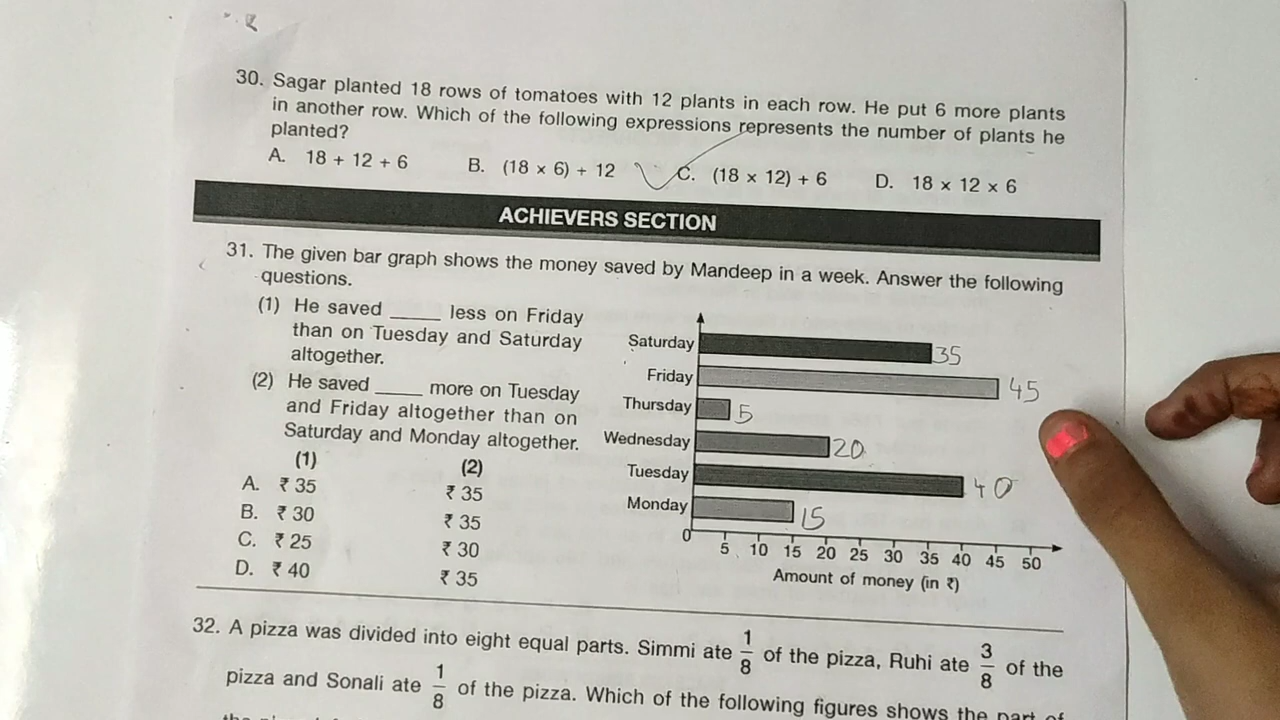 30. Sagar planted 18 rows of tomatoes with 12 plants in each row. He put 6 more plants
in another row. Which of the following expressions represents the number of plants he
planted?
A. 18 + 12 + 6 B. (18 × 6) + 12 C. (18 × 12) + 6 D. 18 × 12 × 6
ACHIEVERS SECTION
31. The given bar graph shows the money saved by Mandeep in a week. Answer the following
questions.
(1) He saved _____ less on Friday
than on Tuesday and Saturday
altogether.
(2) He saved _____ more on Tuesday
and Friday altogether than on
Saturday and Monday altogether.
(1) (2)
A. ₹ 35 ₹ 35
B. ₹ 30 ₹ 35
C. ₹ 25 ₹ 30
D. ₹ 40 ₹ 35
Saturday 35
Friday 45
Thursday 5
Wednesday 20
Tuesday 40
Monday 15
0 5 10 15 20 25 30 35 40 45 50
Amount of money (in ₹)
32. A pizza was divided into eight equal parts. Simmi ate 1/8 of the pizza, Ruhi ate 3/8 of the
pizza and Sonali ate 1/8 of the pizza. Which of the following figures shows the part of